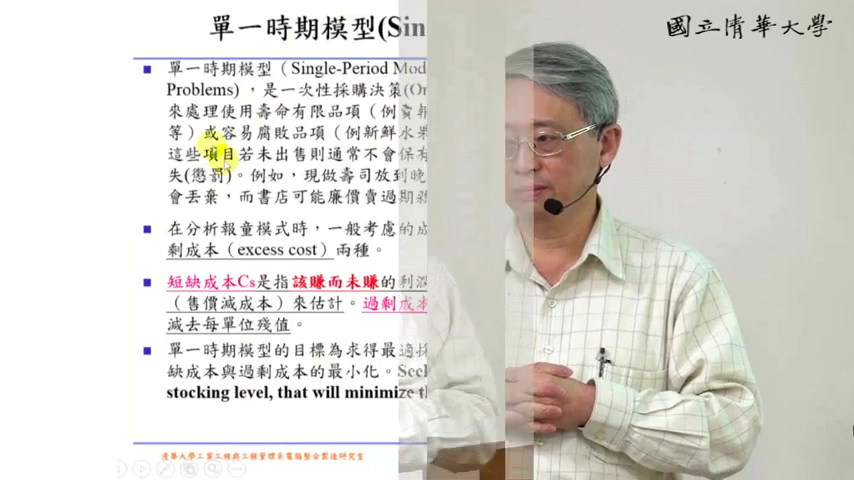 單一時期模型(Sin
國立清華大學
單一時期模型（Single-Period Mod
Problems），是一次性採購決策(Or
來處理使用壽命有限品項（例賣報
等）或容易腐敗品項（例新鮮水果
這些項目若未出售則通常不會保有
失(懲罰)。例如，現做壽司放到晚
會丟棄，而書店可能廉價賣過期雜
在分析報童模式時，一般考慮的成
剩成本（excess cost）兩種。
短缺成本Cs是指該賺而未賺的利潤
（售價減成本）來估計。過剩成本
減去每單位殘值。
單一時期模型的目標為求得最適採
缺成本與過剩成本的最小化。Seek
stocking level, that will minimize th
清華大學工業工程與工程管理系電腦整合製造研究室